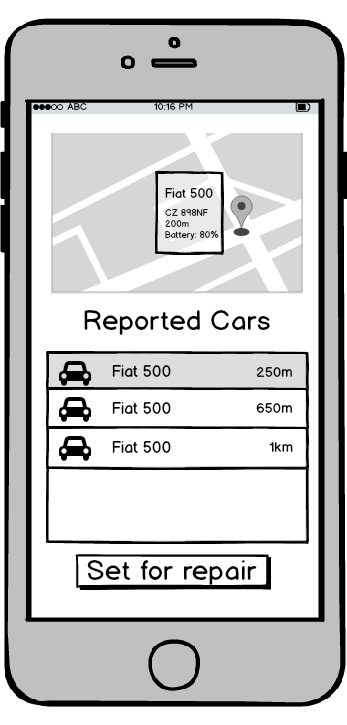 ABC 10:16 PM
Fiat 500
CZ 898NF
200m
Battery: 80%
Reported Cars
Fiat 500 250m
Fiat 500 650m
Fiat 500 1km
Set for repair